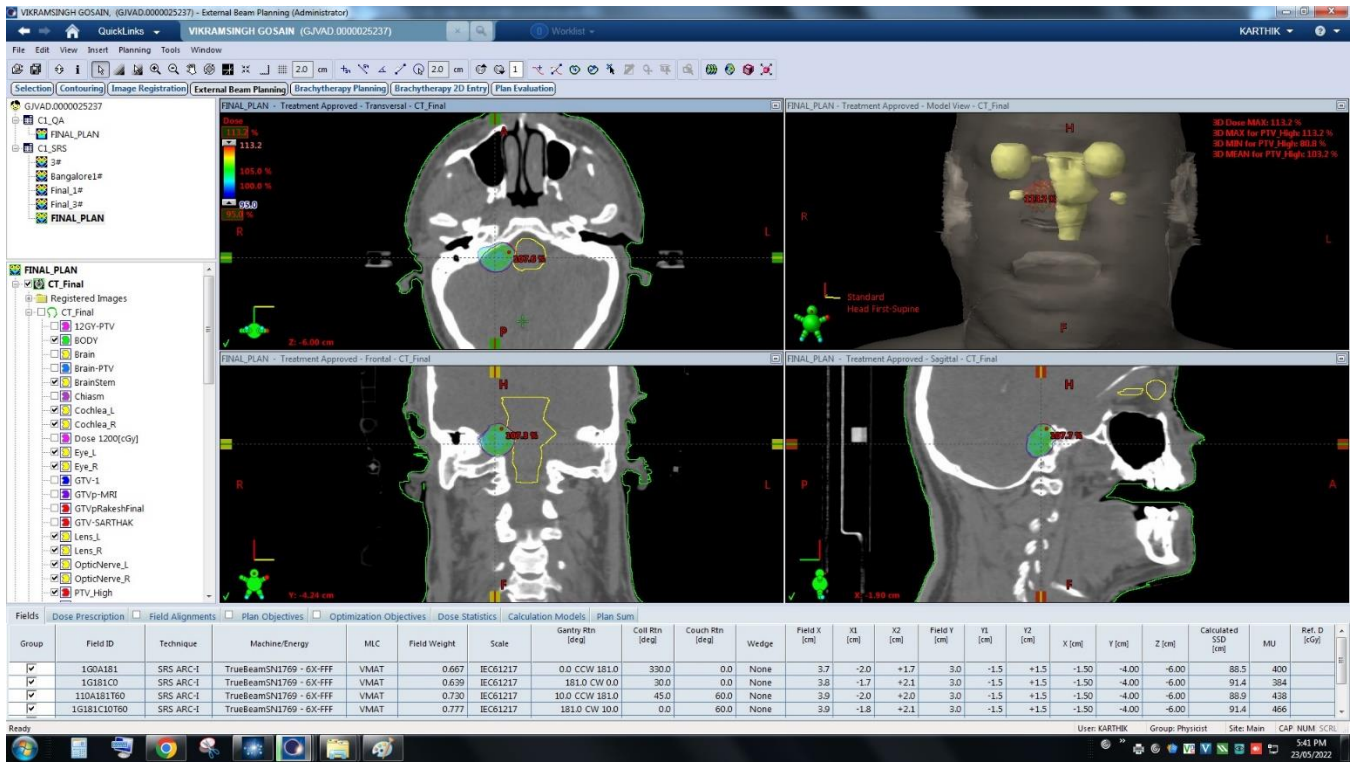 VIKRAMSINGH GOSAIN, (GJVAD.0000025237) - External Beam Planning (Administrator)
QuickLinks VIKRAMSINGH GOSAIN (GJVAD.0000025237) Worklist KARTHIK
File Edit View Insert Planning Tools Window
2.0 cm 2.0 cm 1
Selection Contouring Image Registration External Beam Planning Brachytherapy Planning Brachytherapy 2D Entry Plan Evaluation
GJVAD.0000025237
C1_QA
FINAL_PLAN
C1_SRS
3#
Bangalore1#
Final_1#
Final_3#
FINAL_PLAN
FINAL_PLAN
CT_Final
Registered Images
CT_Final
12GY-PTV
BODY
Brain
Brain-PTV
BrainStem
Chiasm
Cochlea_L
Cochlea_R
Dose 1200[cGy]
Eye_L
Eye_R
GTV-1
GTVp-MRI
GTVpRakeshFinal
GTV-SARTHAK
Lens_L
Lens_R
OpticNerve_L
OpticNerve_R
PTV_High
FINAL_PLAN - Treatment Approved - Transversal - CT_Final
Dose
113.2 %
113.2
105.0 %
100.0 %
95.0
95.0 %
R
L
P
Z: -6.00 cm
FINAL_PLAN - Treatment Approved - Model View - CT_Final
H
3D Dose MAX: 113.2 %
3D MAX for PTV_High: 113.2 %
3D MIN for PTV_High: 80.8 %
3D MEAN for PTV_High: 103.2 %
113.2 %
R
L
Standard
Head First-Supine
F
FINAL_PLAN - Treatment Approved - Frontal - CT_Final
H
R
L
F
Y: -4.24 cm
FINAL_PLAN - Treatment Approved - Sagittal - CT_Final
H
P
A
F
X: -1.90 cm
Fields Dose Prescription Field Alignments Plan Objectives Optimization Objectives Dose Statistics Calculation Models Plan Sum
Group Field ID Technique Machine/Energy MLC Field Weight Scale Gantry Rtn [deg] Coll Rtn [deg] Couch Rtn [deg] Wedge Field X [cm] X1 [cm] X2 [cm] Field Y [cm] Y1 [cm] Y2 [cm] X [cm] Y [cm] Z [cm] Calculated SSD [cm] MU Ref. D [cGy]
1G0A181 SRS ARC-I TrueBeamSN1769 - 6X-FFF VMAT 0.667 IEC61217 0.0 CCW 181.0 330.0 0.0 None 3.7 -2.0 +1.7 3.0 -1.5 +1.5 -1.50 -4.00 -6.00 88.5 400
1G181C0 SRS ARC-I TrueBeamSN1769 - 6X-FFF VMAT 0.639 IEC61217 181.0 CW 0.0 30.0 0.0 None 3.8 -1.7 +2.1 3.0 -1.5 +1.5 -1.50 -4.00 -6.00 91.4 384
110A181T60 SRS ARC-I TrueBeamSN1769 - 6X-FFF VMAT 0.730 IEC61217 10.0 CCW 181.0 45.0 60.0 None 3.9 -2.0 +2.0 3.0 -1.5 +1.5 -1.50 -4.00 -6.00 88.9 438
1G181C10T60 SRS ARC-I TrueBeamSN1769 - 6X-FFF VMAT 0.777 IEC61217 181.0 CW 10.0 0.0 60.0 None 3.9 -1.8 +2.1 3.0 -1.5 +1.5 -1.50 -4.00 -6.00 91.4 466
Ready User: KARTHIK Group: Physicist Site: Main CAP NUM SCRL
5:41 PM
23/05/2022